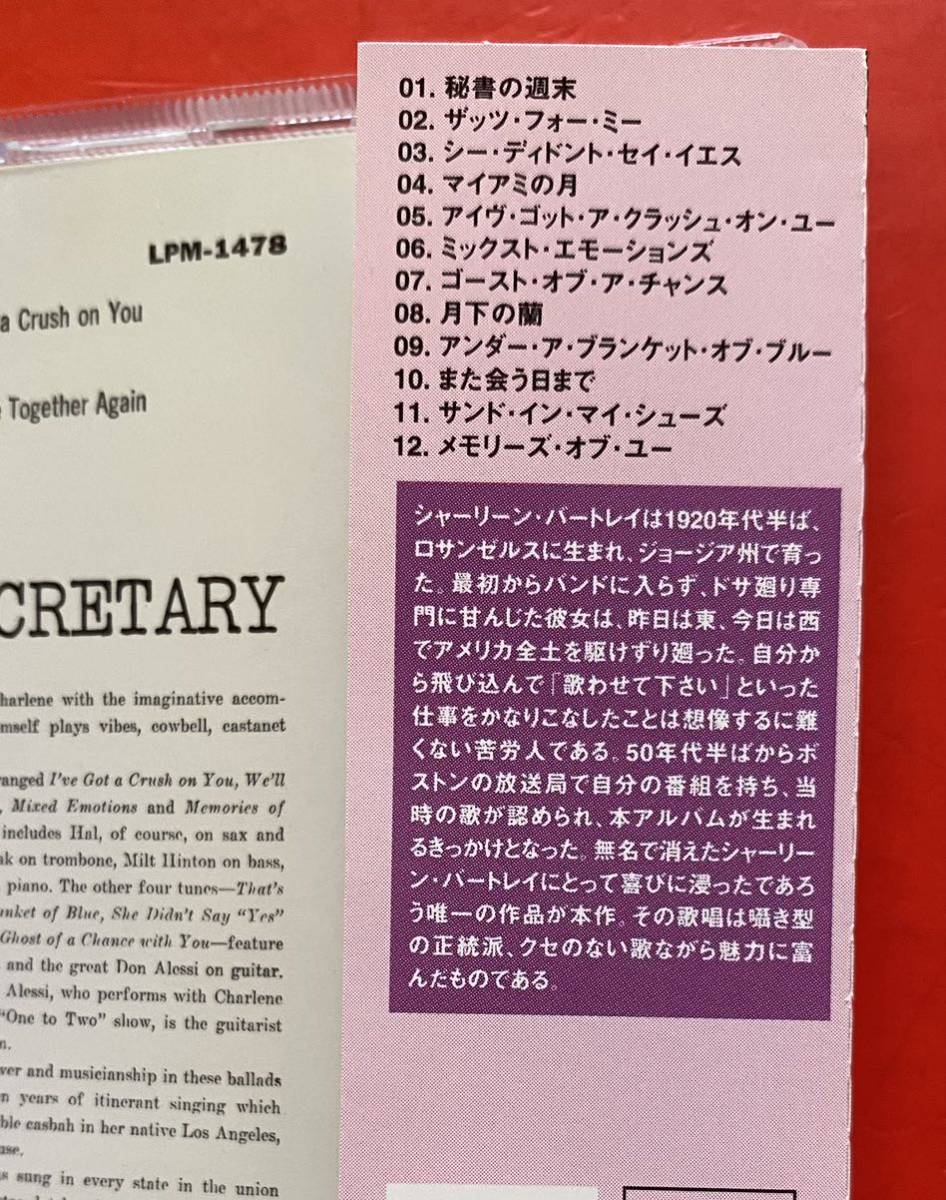 LPM-1478
a Crush on You
Together Again
CRETARY
harlene with the imaginative accom-
mself plays vibes, cowbell, castanet
ranged I've Got a Crush on You, We'll
, Mixed Emotions and Memories of
includes Hal, of course, on sax and
ak on trombone, Milt Hinton on bass,
piano. The other four tunes—That's
nket of Blue, She Didn't Say "Yes"
Ghost of a Chance with You—feature
and the great Don Alessi on guitar.
Alessi, who performs with Charlene
"One to Two" show, is the guitarist
n.
ver and musicianship in these ballads
n years of itinerant singing which
ble casbah in her native Los Angeles,
use.
s sung in every state in the union
01. 秘書の週末
02. ザッツ・フォー・ミー
03. シー・ディドント・セイ・イエス
04. マイアミの月
05. アイヴ・ゴット・ア・クラッシュ・オン・ユー
06. ミックスト・エモーションズ
07. ゴースト・オブ・ア・チャンス
08. 月下の蘭
09. アンダー・ア・ブランケット・オブ・ブルー
10. また会う日まで
11. サンド・イン・マイ・シューズ
12. メモリーズ・オブ・ユー
シャーリーン・バートレイは1920年代半ば、
ロサンゼルスに生まれ、ジョージア州で育っ
た。最初からバンドに入らず、ドサ廻り専
門に甘んじた彼女は、昨日は東、今日は西
でアメリカ全土を駆けずり廻った。自分か
ら飛び込んで「歌わせて下さい」といった
仕事をかなりこなしたことは想像するに難
くない苦労人である。50年代半ばからボ
ストンの放送局で自分の番組を持ち、当
時の歌が認められ、本アルバムが生まれ
るきっかけとなった。無名で消えたシャーリー
ン・バートレイにとって喜びに浸ったであろ
う唯一の作品が本作。その歌唱は囁き型
の正統派、クセのない歌ながら魅力に富
んだものである。